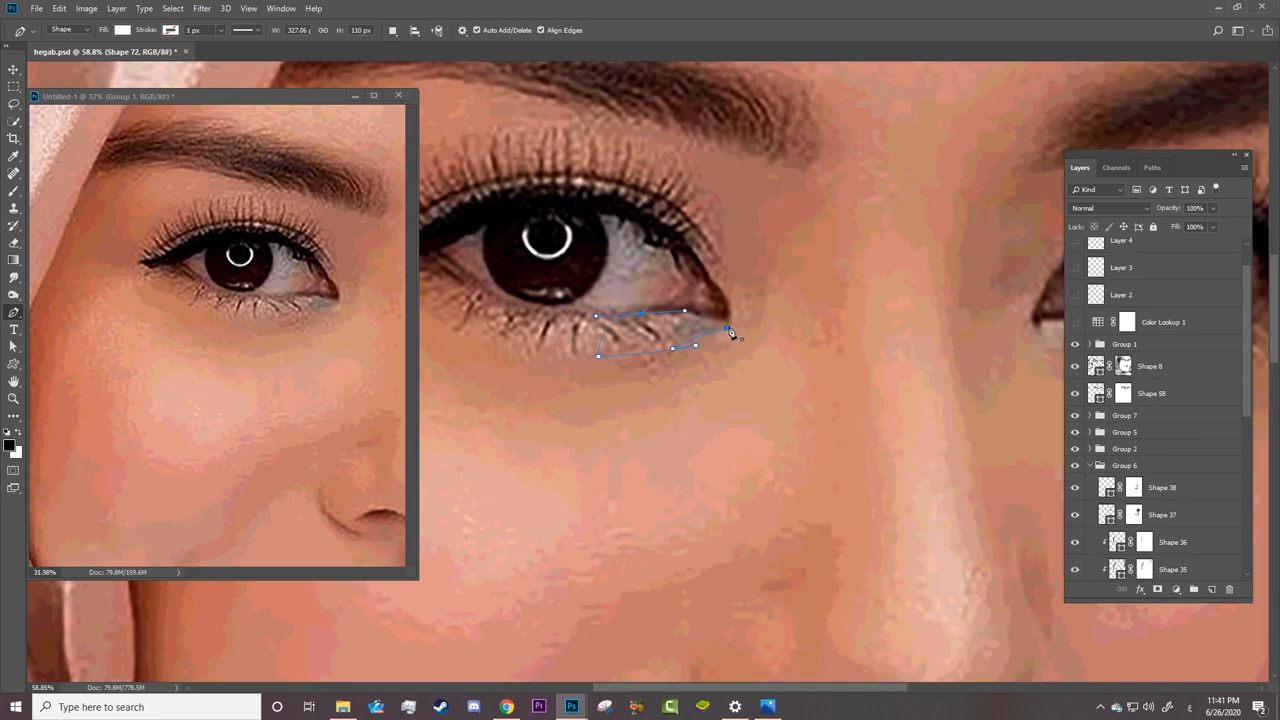 Ps File Edit Image Layer Type Select Filter 3D View Window Help
Shape Fill: Stroke: 1 px W: 327.06 H: 110 px Auto Add/Delete Align Edges
hegab.psd @ 58.8% (Shape 72, RGB/8#) * ×
Untitled-1 @ 32% (Group 1, RGB/8#) *
31.98% Doc: 79.8M/159.6M
Layers Channels Paths
Kind
Normal Opacity: 100%
Lock: Fill: 100%
Layer 4
Layer 3
Layer 2
Color Lookup 1
Group 1
Shape 8
Shape 58
Group 7
Group 5
Group 2
Group 6
Shape 38
Shape 37
Shape 36
Shape 35
58.85% Doc: 79.8M/778.5M
Type here to search
Pr Ps
ع
11:41 PM
6/26/2020